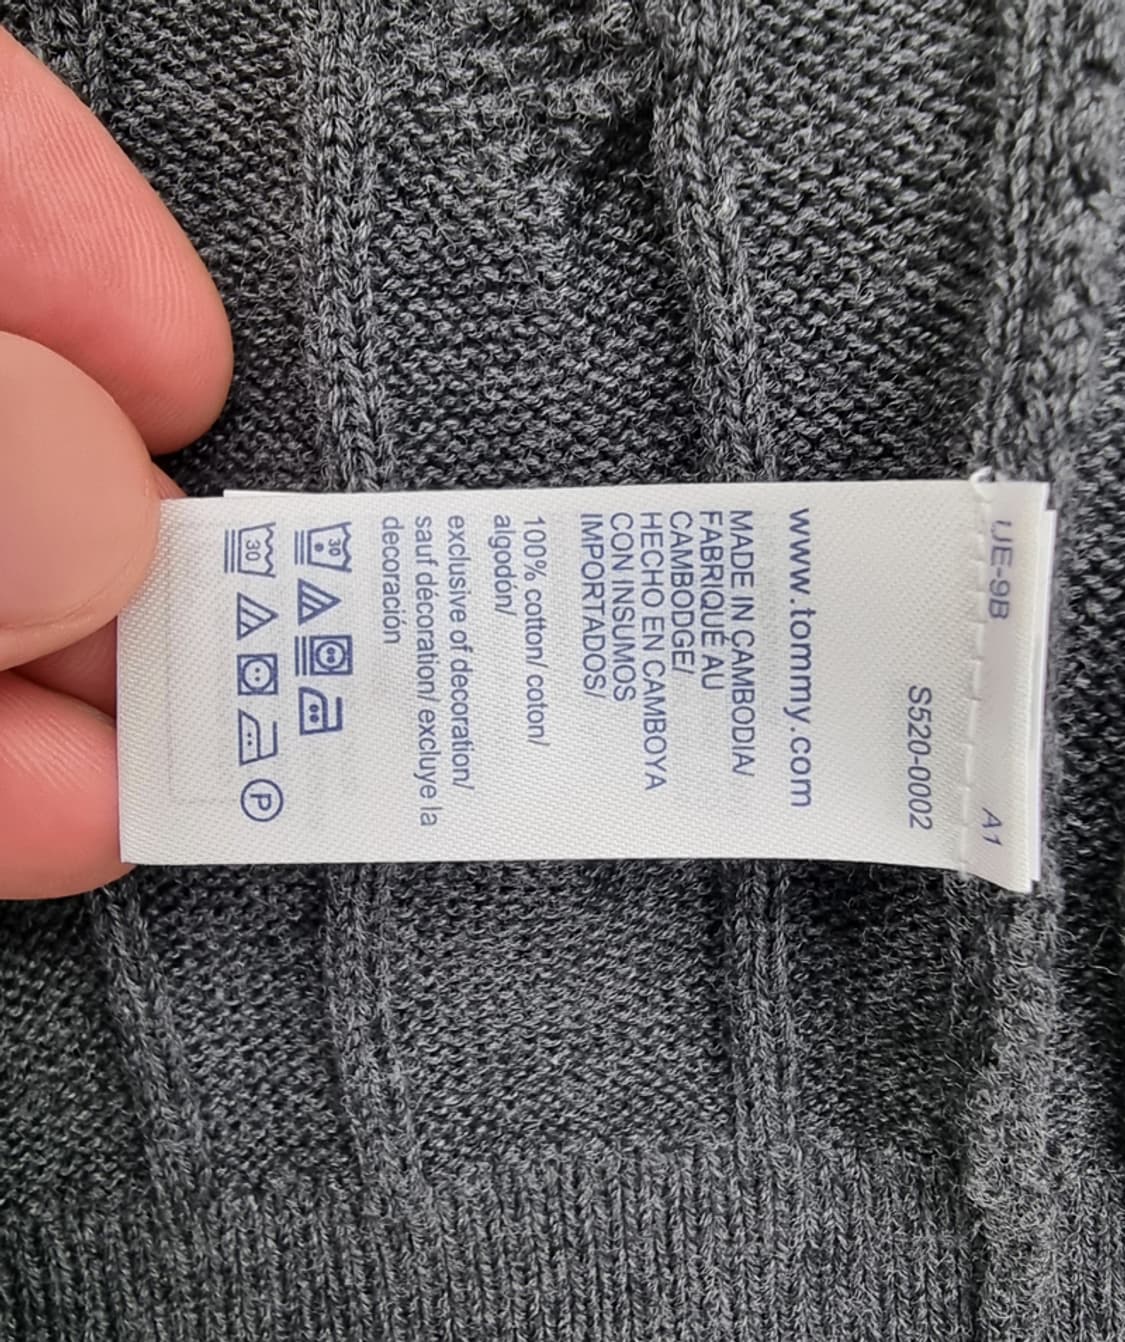 UE-9B A1
S520-0002
www.tommy.com
MADE IN CAMBODIA/
FABRIQUÉ AU
CAMBODGE/
HECHO EN CAMBOYA
CON INSUMOS
IMPORTADOS/
100% cotton/ coton/
algodón/
exclusive of decoration/
sauf décoration/ excluye la
decoración
30
30 P